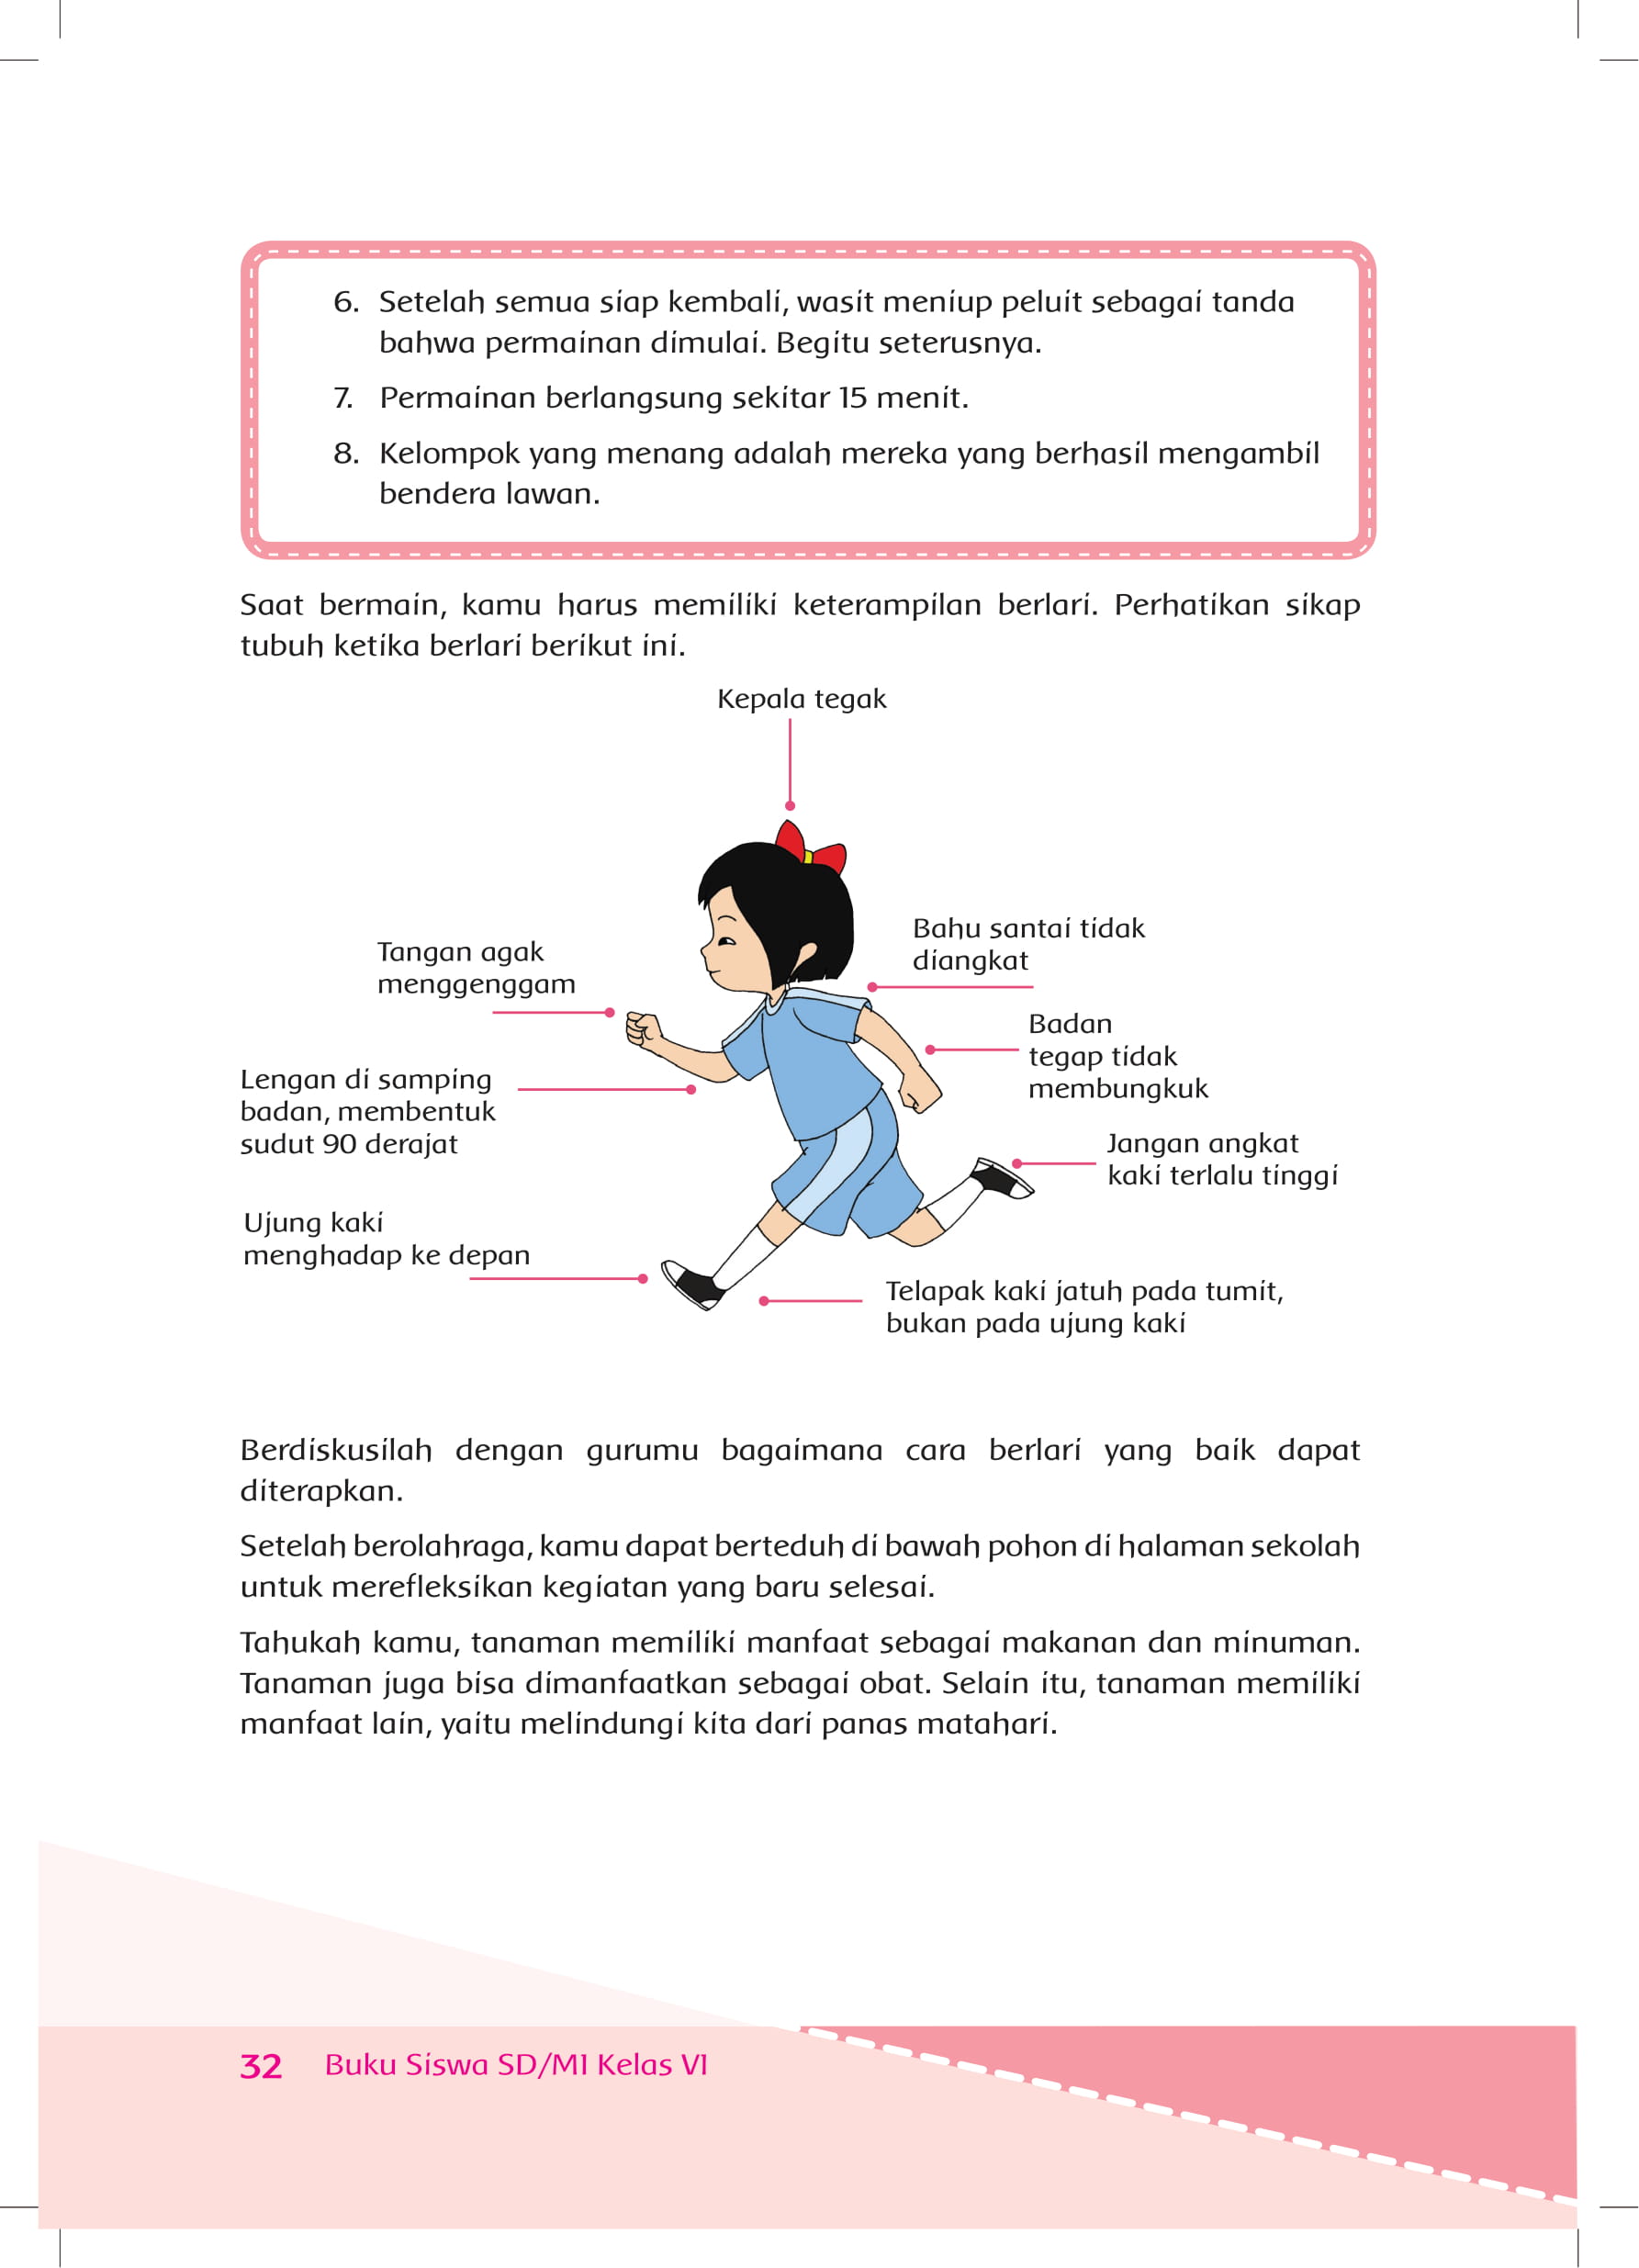 6. Setelah semua siap kembali, wasit meniup peluit sebagai tanda
bahwa permainan dimulai. Begitu seterusnya.
7. Permainan berlangsung sekitar 15 menit.
8. Kelompok yang menang adalah mereka yang berhasil mengambil
bendera lawan.
Saat bermain, kamu harus memiliki keterampilan berlari. Perhatikan sikap
tubuh ketika berlari berikut ini.
Kepala tegak
Tangan agak
menggenggam
Bahu santai tidak
diangkat
Badan
tegap tidak
membungkuk
Lengan di samping
badan, membentuk
sudut 90 derajat
Jangan angkat
kaki terlalu tinggi
Ujung kaki
menghadap ke depan
Telapak kaki jatuh pada tumit,
bukan pada ujung kaki
Berdiskusilah dengan gurumu bagaimana cara berlari yang baik dapat
diterapkan.
Setelah berolahraga, kamu dapat berteduh di bawah pohon di halaman sekolah
untuk merefleksikan kegiatan yang baru selesai.
Tahukah kamu, tanaman memiliki manfaat sebagai makanan dan minuman.
Tanaman juga bisa dimanfaatkan sebagai obat. Selain itu, tanaman memiliki
manfaat lain, yaitu melindungi kita dari panas matahari.
32 Buku Siswa SD/MI Kelas VI